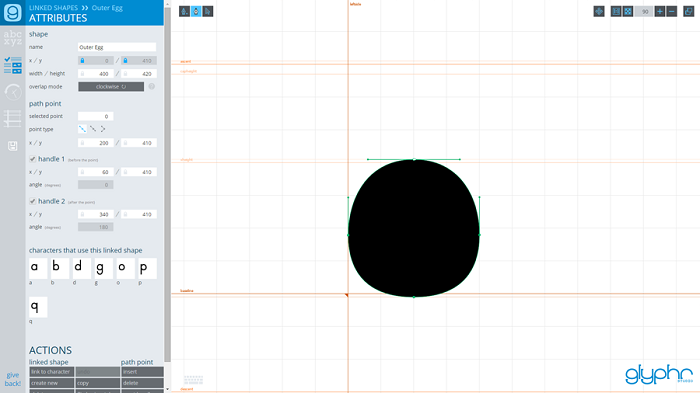 LINKED SHAPES >> Outer Egg
ATTRIBUTES
shape
name Outer Egg
x / y 0 / 410
width / height 400 / 420
overlap mode clockwise
path point
selected point 0
point type
x / y 200 / 410
handle 1 (before the point)
x / y 60 / 410
angle (degrees) 0
handle 2 (after the point)
x / y 340 / 410
angle (degrees) 180
characters that use this linked shape
a b d g o p
a b d g o p
q
q
ACTIONS
linked shape path point
link to character insert
create new copy delete
give
back!
abc
xyz
90
xheight
baseline
glyphr
STUDIO